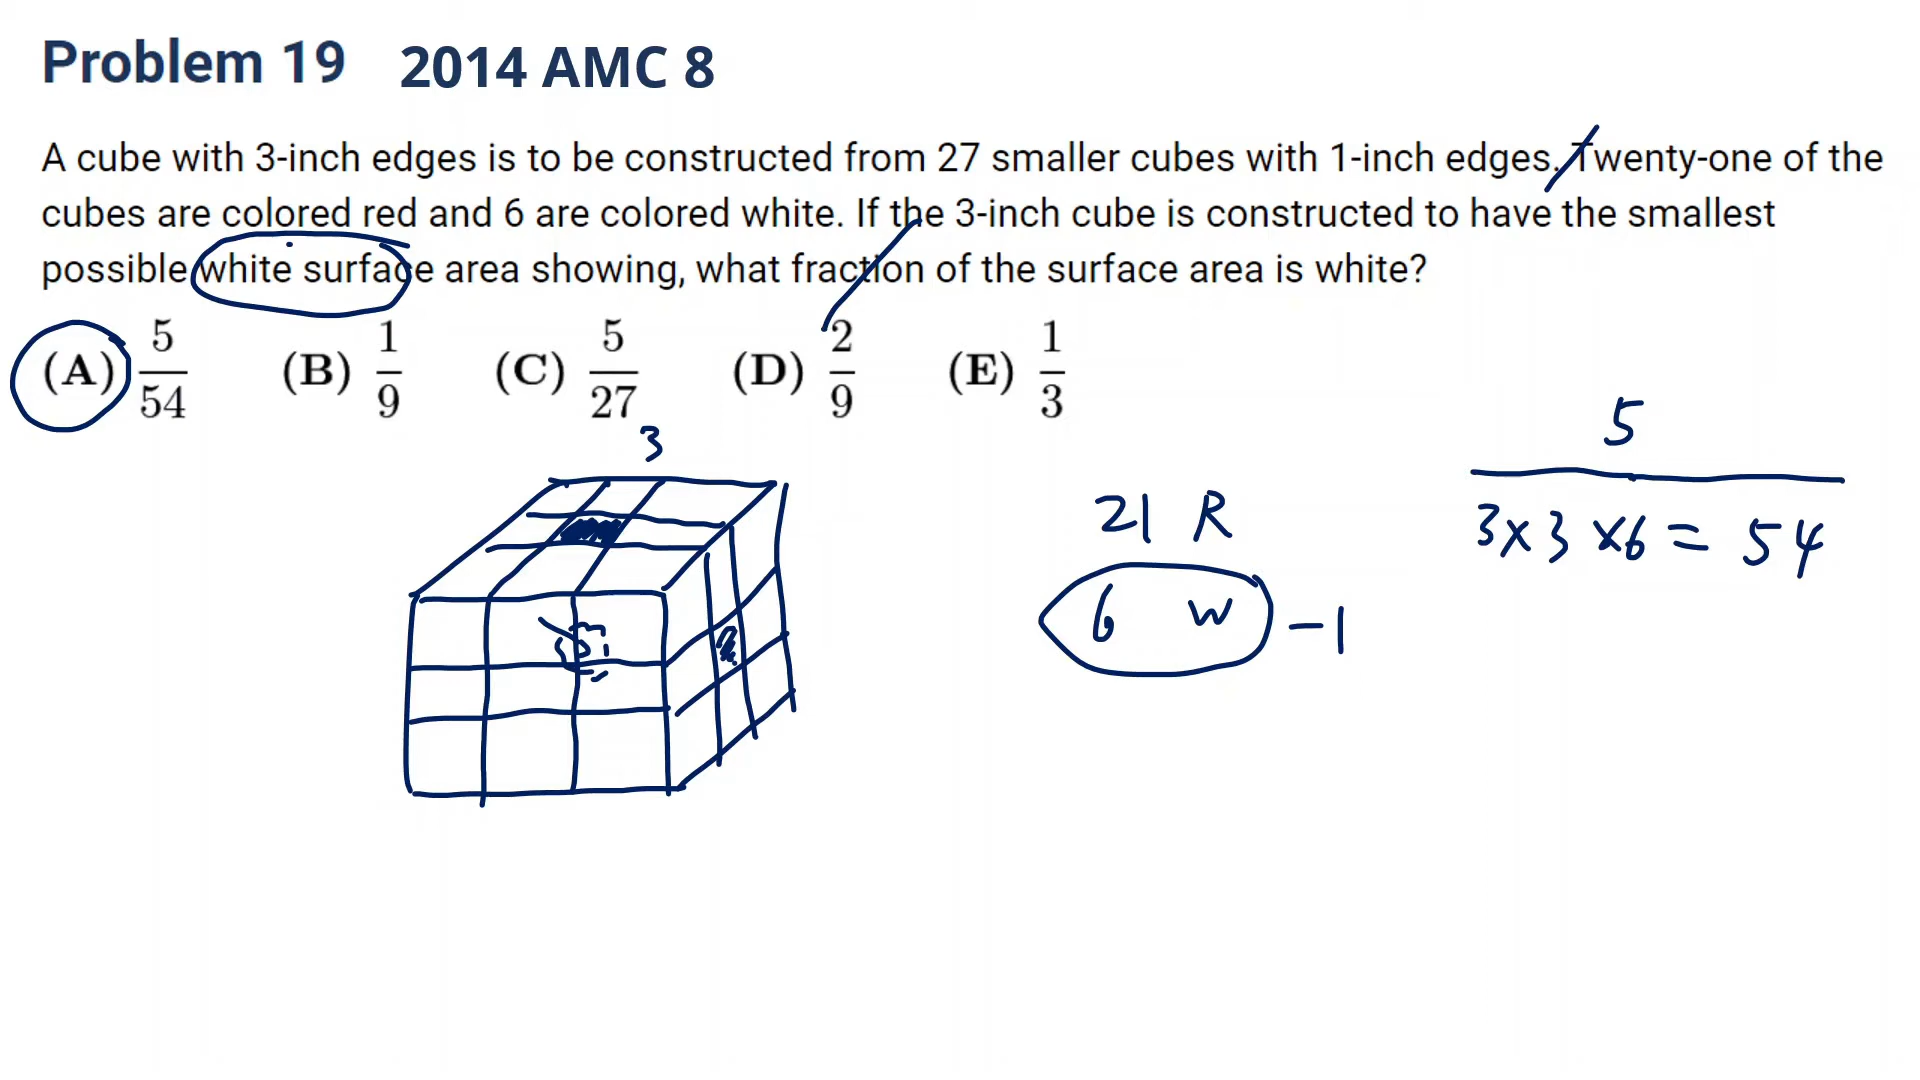 Problem 19 2014 AMC 8
A cube with 3-inch edges is to be constructed from 27 smaller cubes with 1-inch edges. Twenty-one of the
cubes are colored red and 6 are colored white. If the 3-inch cube is constructed to have the smallest
possible white surface area showing, what fraction of the surface area is white?
(A) 5/54 (B) 1/9 (C) 5/27 (D) 2/9 (E) 1/3
3
5
21 R
3×3×6=54
6 W -1